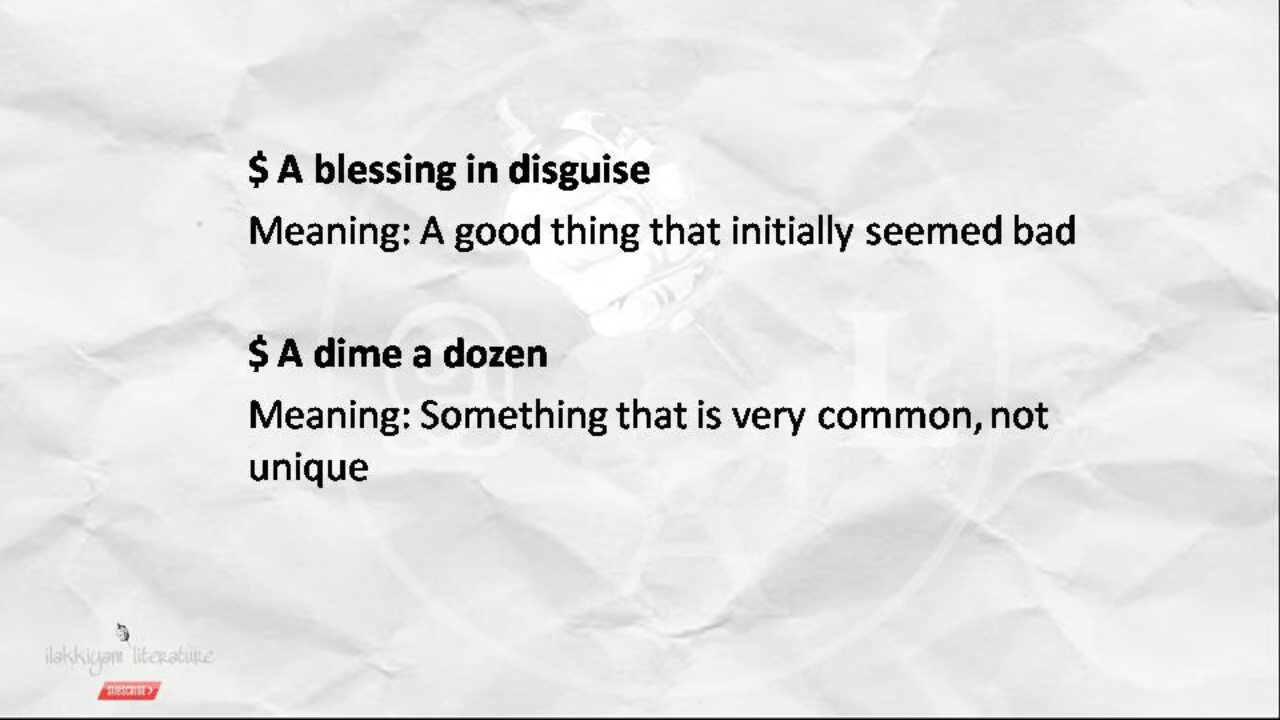 $ A blessing in disguise
Meaning: A good thing that initially seemed bad
$ A dime a dozen
Meaning: Something that is very common, not
unique
ilakkiyam literature
SUBSCRIBE >